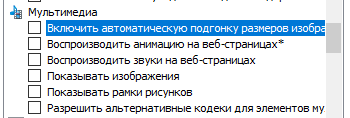 Мультимедиа
Включить автоматическую подгонку размеров изобра
Воспроизводить анимацию на веб-страницах*
Воспроизводить звуки на веб-страницах
Показывать изображения
Показывать рамки рисунков
Разрешить альтернативные кодеки для элементов му